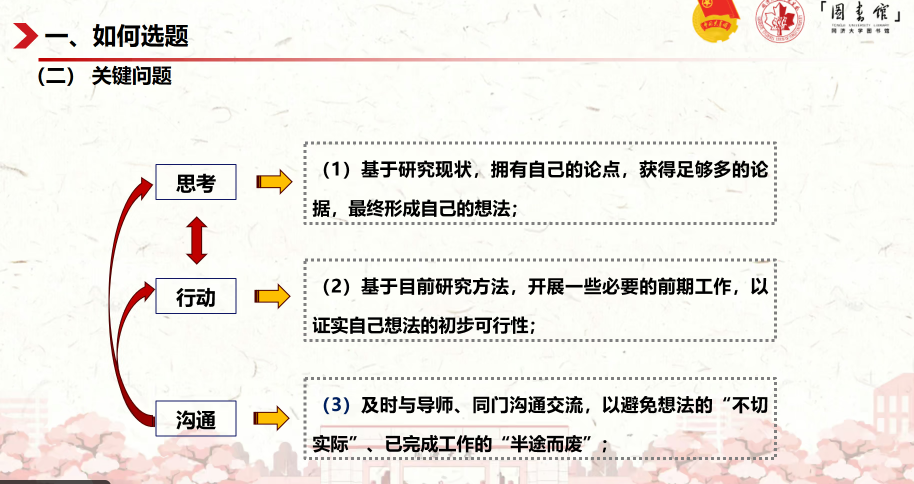 一、如何选题
「图书馆」
TONGJI UNIVERSITY LIBRARY
同济大学图书馆
（二） 关键问题
思考
（1）基于研究现状，拥有自己的论点，获得足够多的论
据，最终形成自己的想法；
行动
（2）基于目前研究方法，开展一些必要的前期工作，以
证实自己想法的初步可行性；
沟通
（3）及时与导师、同门沟通交流，以避免想法的“不切
实际”、已完成工作的“半途而废”；